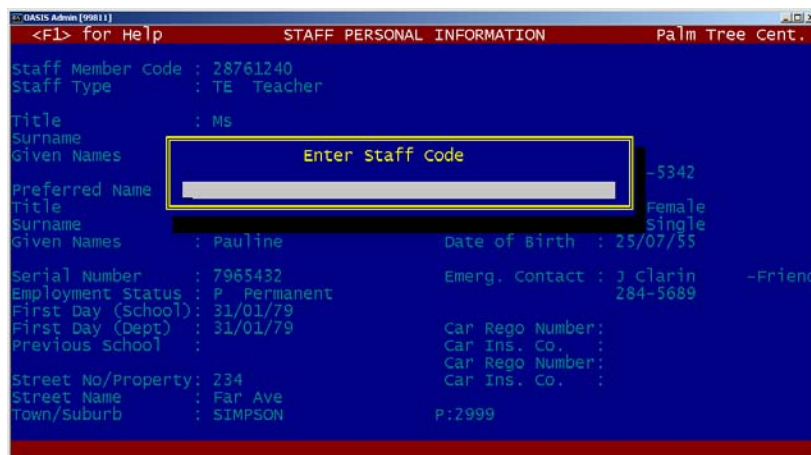 OASIS Admin [99811]
<F1> for Help STAFF PERSONAL INFORMATION Palm Tree Cent.
Staff Member Code : 28761240
Staff Type : TE Teacher
Title : Ms
Surname
Given Names
Enter Staff Code
-5342
Preferred Name
Title Female
Surname Single
Given Names : Pauline Date of Birth : 25/07/55
Serial Number : 7965432 Emerg. Contact : J Clarin -Friend
Employment Status : P Permanent 284-5689
First Day (School): 31/01/79
First Day (Dept) : 31/01/79 Car Rego Number:
Previous School : Car Ins. Co. :
Car Rego Number:
Street No/Property: 234 Car Ins. Co. :
Street Name : Far Ave
Town/Suburb : SIMPSON P:2999